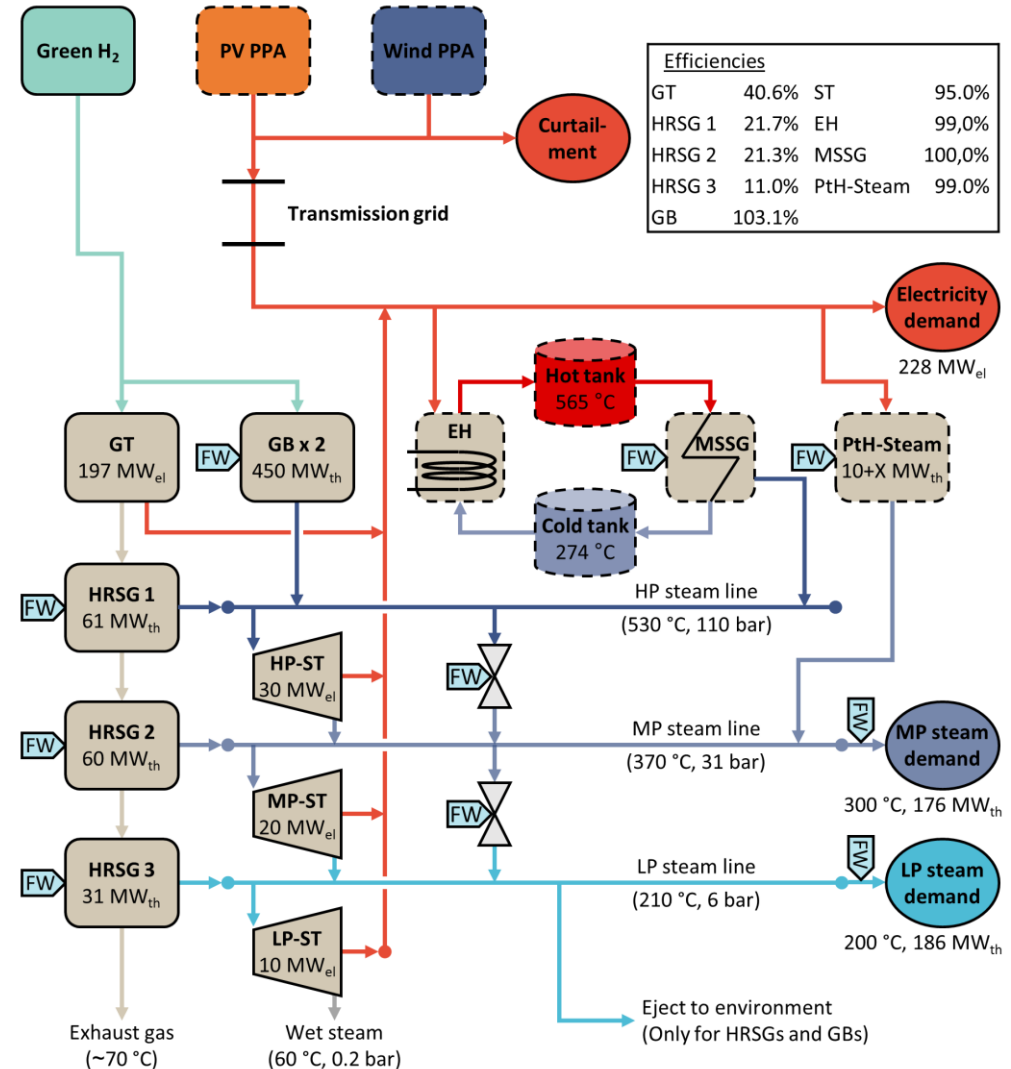 Green H₂
PV PPA
Wind PPA
Efficiencies
GT 40.6% ST 95.0%
HRSG 1 21.7% EH 99,0%
HRSG 2 21.3% MSSG 100,0%
HRSG 3 11.0% PtH-Steam 99.0%
GB 103.1%
Curtail-
ment
Transmission grid
Electricity
demand
228 MWel
Hot tank
565 °C
GT
197 MWel
FW
GB x 2
450 MWth
EH
FW
MSSG
FW
PtH-Steam
10+X MWth
Cold tank
274 °C
FW
HRSG 1
61 MWth
HP steam line
(530 °C, 110 bar)
HP-ST
30 MWel
FW
FW
HRSG 2
60 MWth
MP steam line
(370 °C, 31 bar)
FW
MP steam
demand
300 °C, 176 MWth
MP-ST
20 MWel
FW
FW
HRSG 3
31 MWth
LP steam line
(210 °C, 6 bar)
FW
LP steam
demand
200 °C, 186 MWth
LP-ST
10 MWel
Exhaust gas
(~70 °C)
Wet steam
(60 °C, 0.2 bar)
Eject to environment
(Only for HRSGs and GBs)